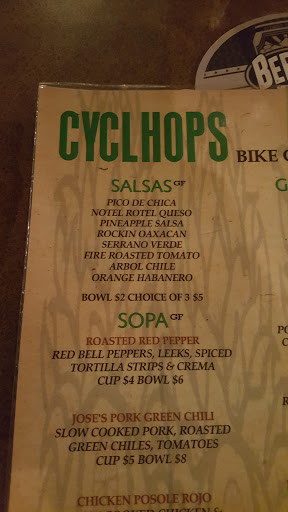 CYCLHOPS
BIKE
SALSAS GF
PICO DE CHICA
NOTEL ROTEL QUESO
PINEAPPLE SALSA
ROCKIN OAXACAN
SERRANO VERDE
FIRE ROASTED TOMATO
ARBOL CHILE
ORANGE HABANERO
BOWL $2 CHOICE OF 3 $5
SOPA GF
ROASTED RED PEPPER
RED BELL PEPPERS, LEEKS, SPICED
TORTILLA STRIPS & CREMA
CUP $4 BOWL $6
JOSE'S PORK GREEN CHILI
SLOW COOKED PORK, ROASTED
GREEN CHILES, TOMATOES
CUP $5 BOWL $8
CHICKEN POSOLE ROJO